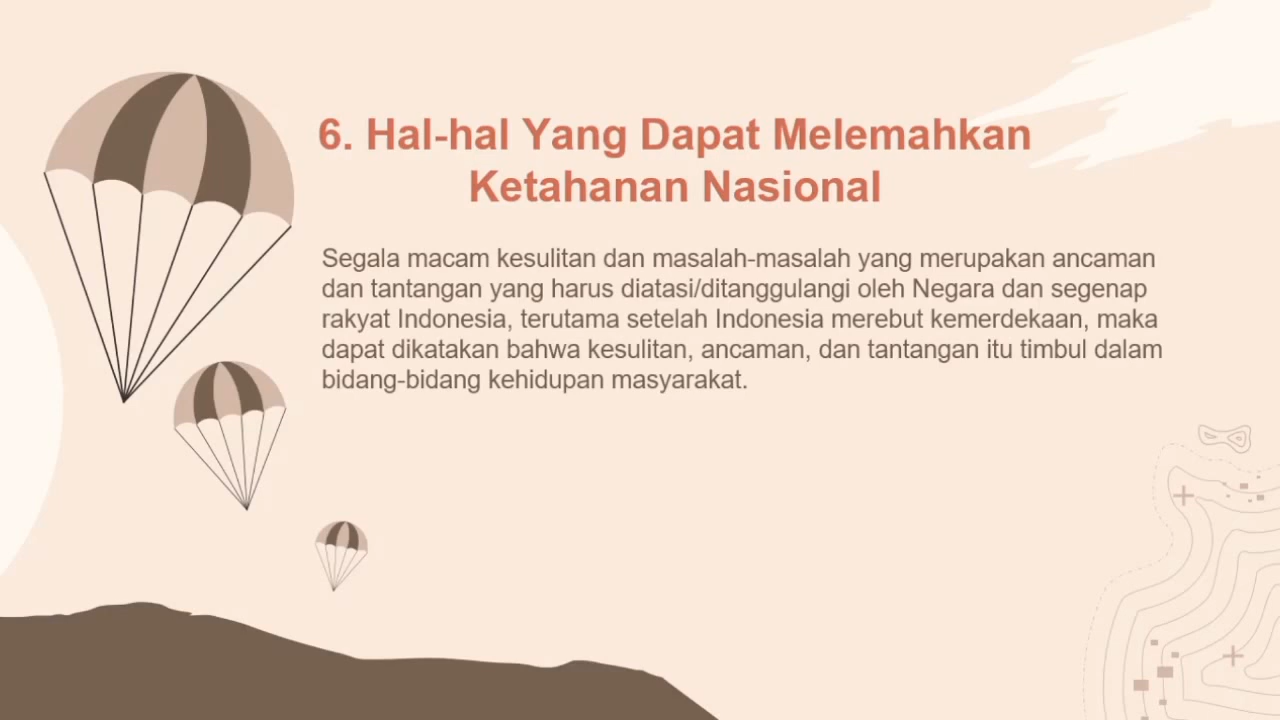 6. Hal-hal Yang Dapat Melemahkan
Ketahanan Nasional
Segala macam kesulitan dan masalah-masalah yang merupakan ancaman
dan tantangan yang harus diatasi/ditanggulangi oleh Negara dan segenap
rakyat Indonesia, terutama setelah Indonesia merebut kemerdekaan, maka
dapat dikatakan bahwa kesulitan, ancaman, dan tantangan itu timbul dalam
bidang-bidang kehidupan masyarakat.